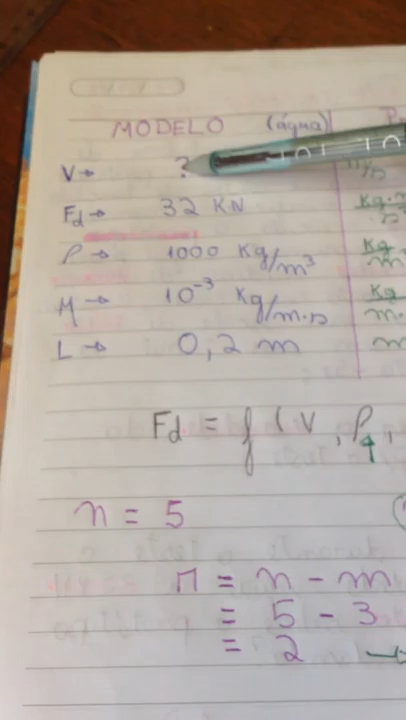 MODELO (água)
V → ?
Fd → 32 KN
ρ → 1000 Kg/m³
M → 10⁻³ Kg/m·s
L → 0,2 m
Fd = f ( V , ρ ,
n = 5
π = n - m
= 5 - 3
= 2 →